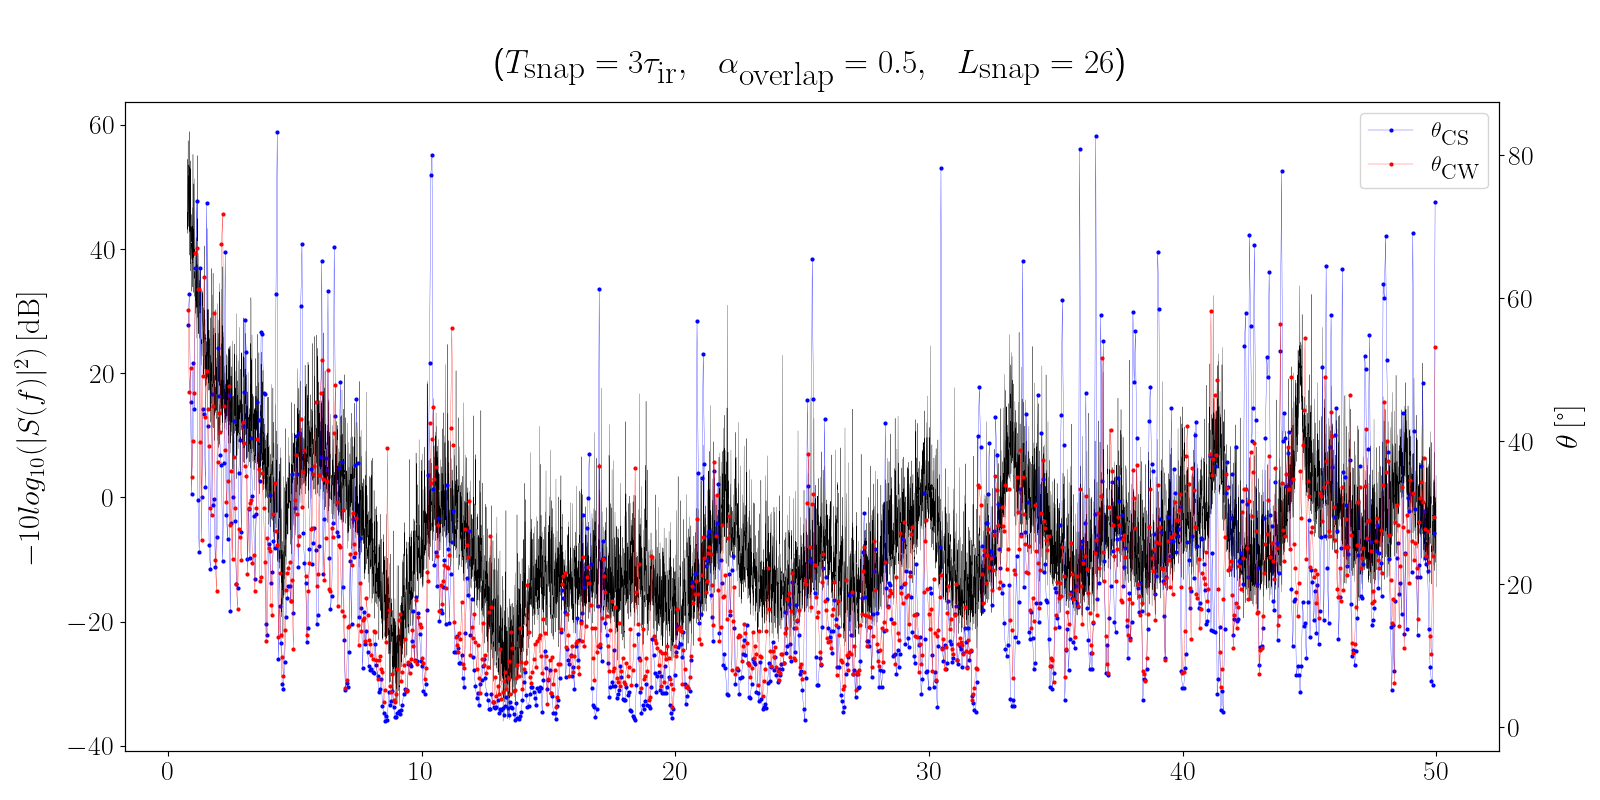 (T_snap = 3τ_ir, α_overlap = 0.5, L_snap = 26)
−10log₁₀(|S(f)|²) [dB]
60
40
20
0
−20
−40
θ_CS
θ_CW
80
60
40
20
0
θ [°]
0 10 20 30 40 50